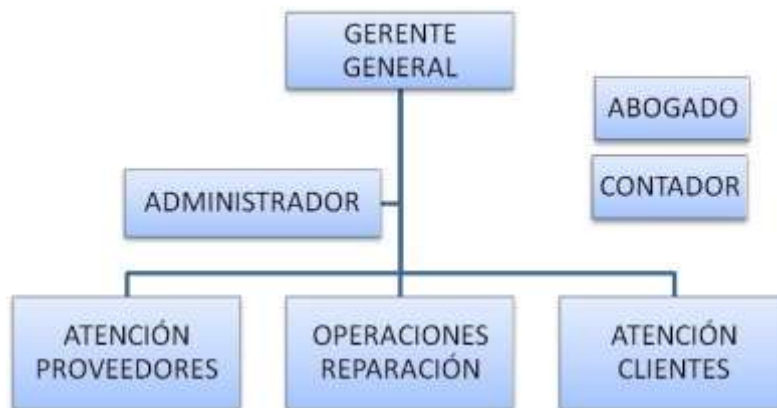 GERENTE
GENERAL
ABOGADO
CONTADOR
ADMINISTRADOR
ATENCIÓN
PROVEEDORES
OPERACIONES
REPARACIÓN
ATENCIÓN
CLIENTES